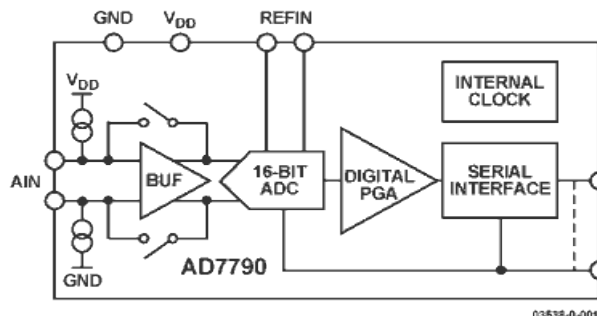 GND VDD REFIN
VDD
INTERNAL
CLOCK
AIN
BUF
16-BIT
ADC
DIGITAL
PGA
SERIAL
INTERFACE
GND
AD7790
03538-0-001